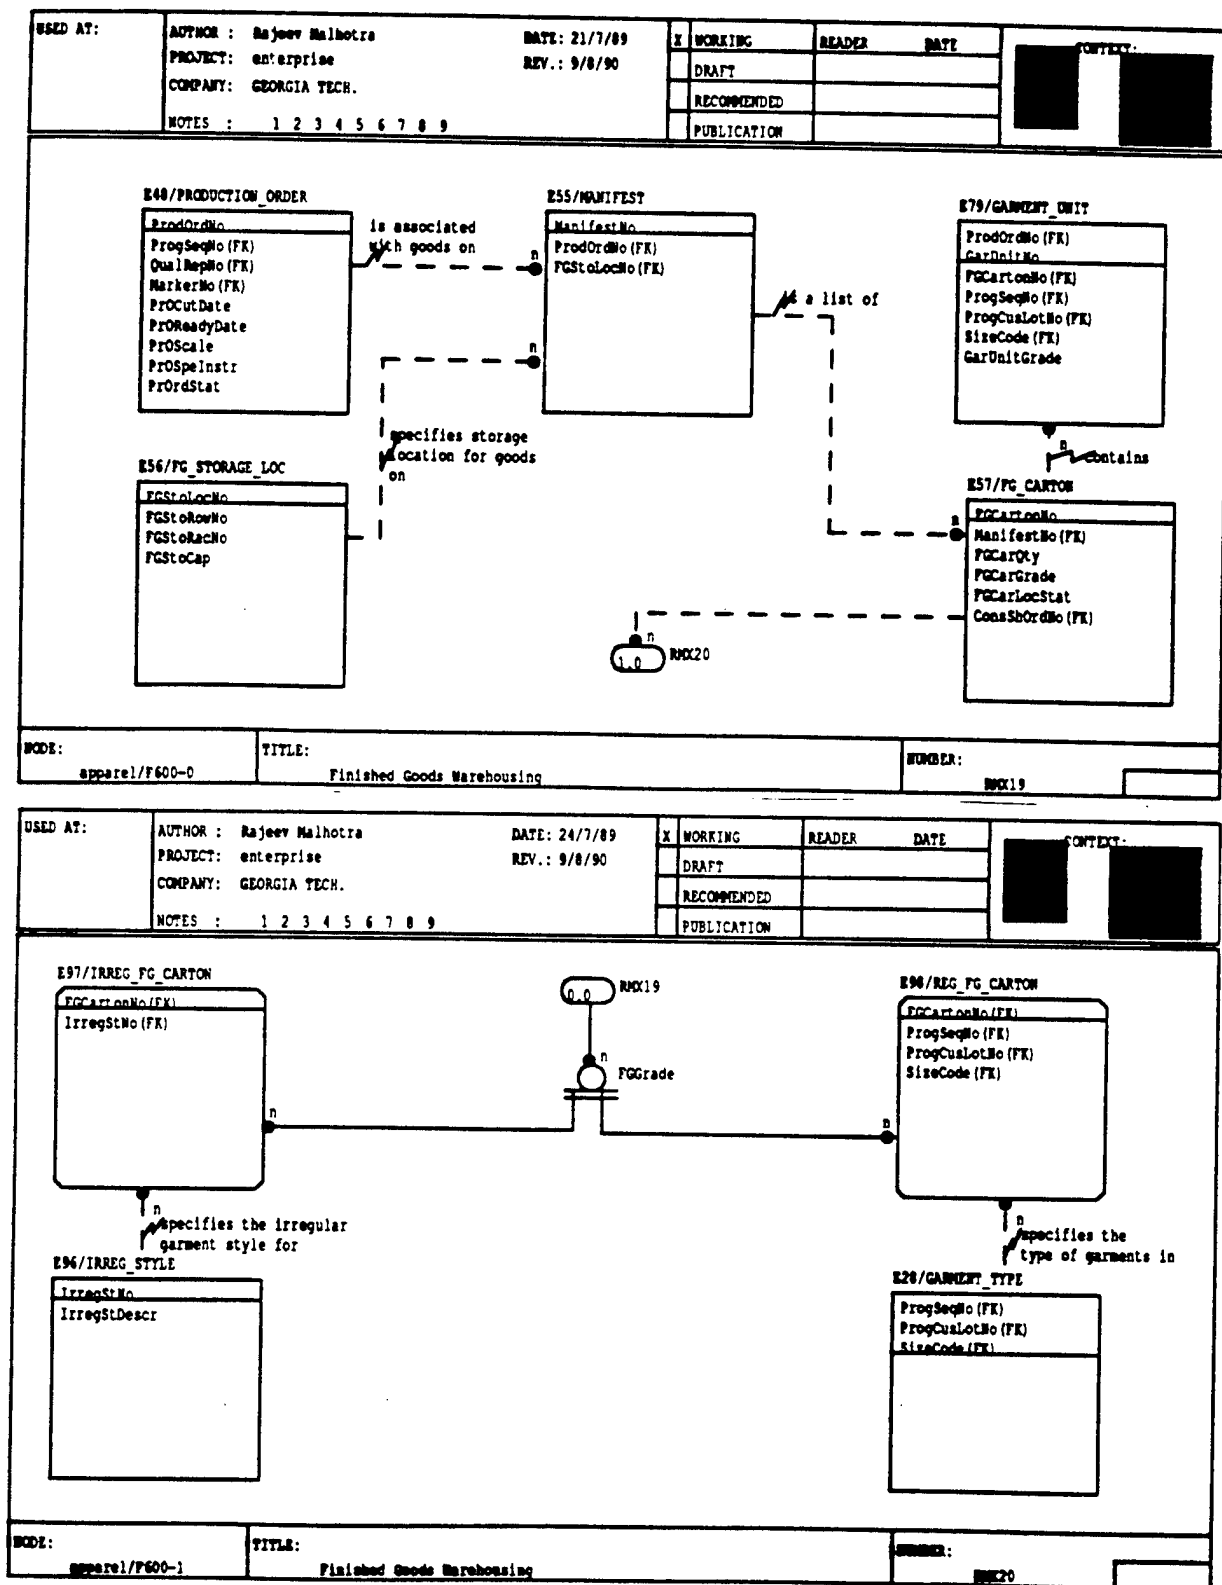 USED AT:
AUTHOR : Rajeev Malhotra
DATE: 21/7/89
X WORKING
READER DATE
CONTEXT:
PROJECT: enterprise
REV.: 9/8/90
DRAFT
COMPANY: GEORGIA TECH.
RECOMMENDED
NOTES : 1 2 3 4 5 6 7 8 9
PUBLICATION
E48/PRODUCTION_ORDER
ProdOrdNo
ProgSeqNo(FK)
QualRepNo(FK)
MarkerNo(FK)
PrOCutDate
PrOReadyDate
PrOScale
PrOSpeInstr
PrOrdStat
is associated
with goods on
n
E55/MANIFEST
ManifestNo
ProdOrdNo(FK)
FGStoLocNo(FK)
n
is a list of
E79/GARMENT_UNIT
ProdOrdNo(FK)
GarUnitNo
FGCartonNo(FK)
ProgSeqNo(FK)
ProgCusLotNo(FK)
SizeCode(FK)
GarUnitGrade
n
contains
specifies storage
location for goods
on
E56/FG_STORAGE_LOC
FGStoLocNo
FGStoRowNo
FGStoRacNo
FGStoCap
E57/FG_CARTON
FGCartonNo
n
ManifestNo(FK)
FGCarQty
FGCarGrade
FGCarLocStat
ConsShOrdNo(FK)
n
1.0
RMX20
NODE:
apparel/F600-0
TITLE:
Finished Goods Warehousing
NUMBER:
RMX19
USED AT:
AUTHOR : Rajeev Malhotra
DATE: 24/7/89
X WORKING
READER DATE
CONTEXT:
PROJECT: enterprise
REV.: 9/8/90
DRAFT
COMPANY: GEORGIA TECH.
RECOMMENDED
NOTES : 1 2 3 4 5 6 7 8 9
PUBLICATION
E97/IRREG_FG_CARTON
FGCartonNo(FK)
IrregStNo(FK)
0.0
RMX19
n
FGGrade
E98/REG_FG_CARTON
FGCartonNo(FK)
ProgSeqNo(FK)
ProgCusLotNo(FK)
SizeCode(FK)
n
n
n
specifies the irregular
garment style for
n
specifies the
type of garments in
E96/IRREG_STYLE
IrregStNo
IrregStDescr
E28/GARMENT_TYPE
ProgSeqNo(FK)
ProgCusLotNo(FK)
SizeCode(FK)
NODE:
apparel/F600-1
TITLE:
Finished Goods Warehousing
NUMBER:
RMX20